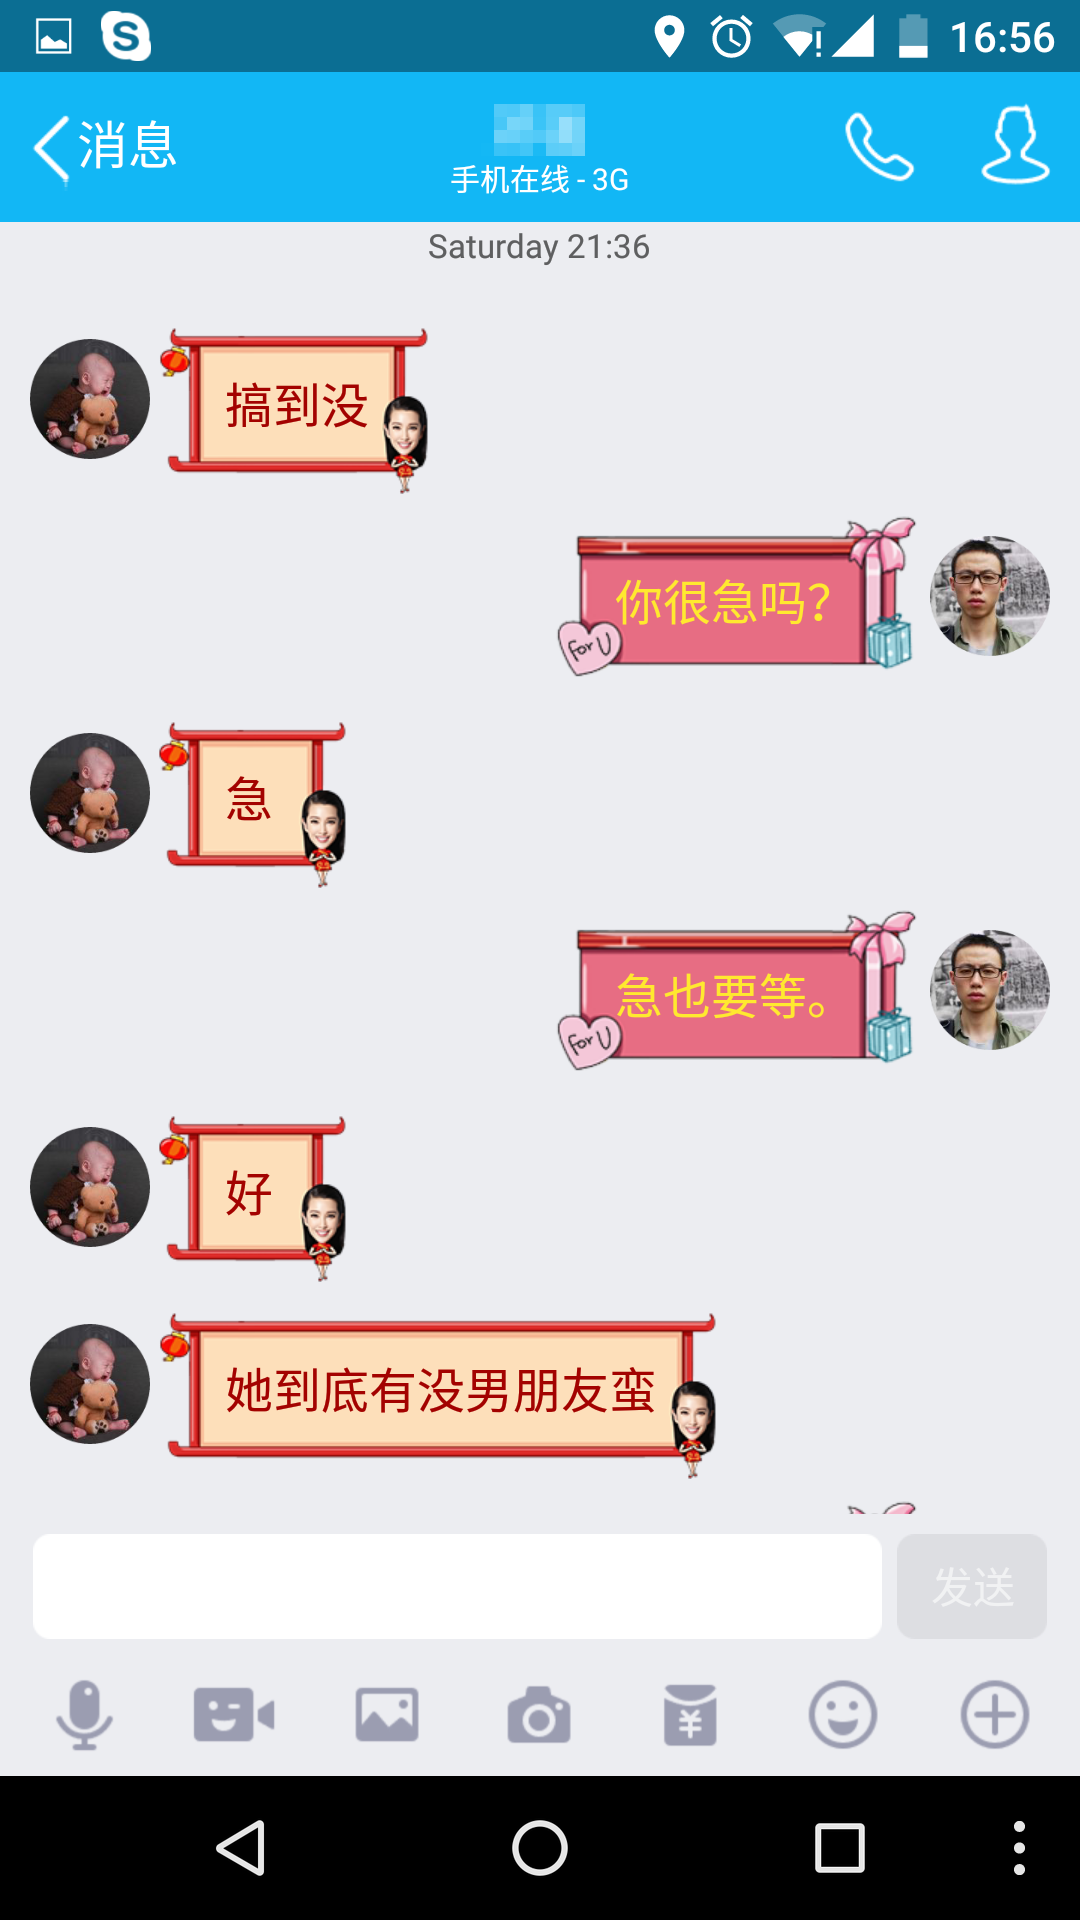 16:56
消息
手机在线 - 3G
Saturday 21:36
搞到没
你很急吗?
for U
急
急也要等。
for U
好
她到底有没男朋友蛮
发送